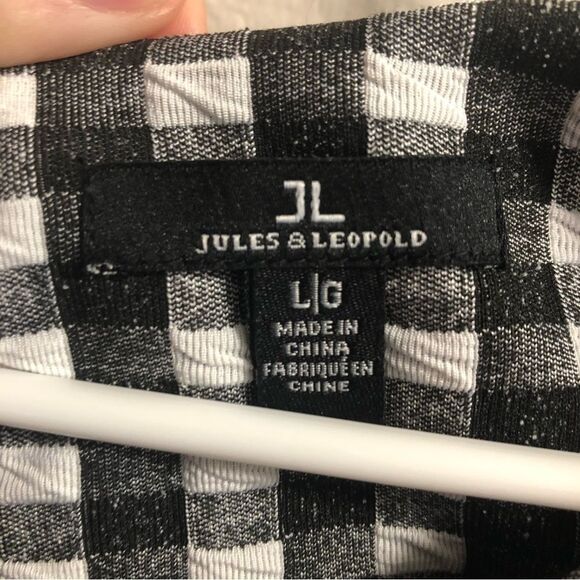 JL
JULES & LEOPOLD
L|G
MADE IN
CHINA
FABRIQUÉ EN
CHINE